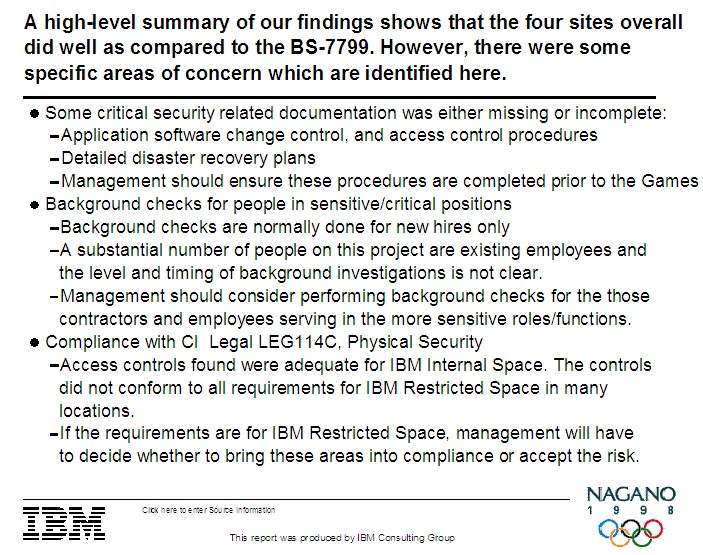 A high-level summary of our findings shows that the four sites overall
did well as compared to the BS-7799. However, there were some
specific areas of concern which are identified here.
● Some critical security related documentation was either missing or incomplete:
–Application software change control, and access control procedures
–Detailed disaster recovery plans
–Management should ensure these procedures are completed prior to the Games
● Background checks for people in sensitive/critical positions
–Background checks are normally done for new hires only
–A substantial number of people on this project are existing employees and
the level and timing of background investigations is not clear.
–Management should consider performing background checks for the those
contractors and employees serving in the more sensitive roles/functions.
● Compliance with CI Legal LEG114C, Physical Security
–Access controls found were adequate for IBM Internal Space. The controls
did not conform to all requirements for IBM Restricted Space in many
locations.
–If the requirements are for IBM Restricted Space, management will have
to decide whether to bring these areas into compliance or accept the risk.
IBM
Click here to enter Source Information
This report was produced by IBM Consulting Group
NAGANO
1 9 9 8